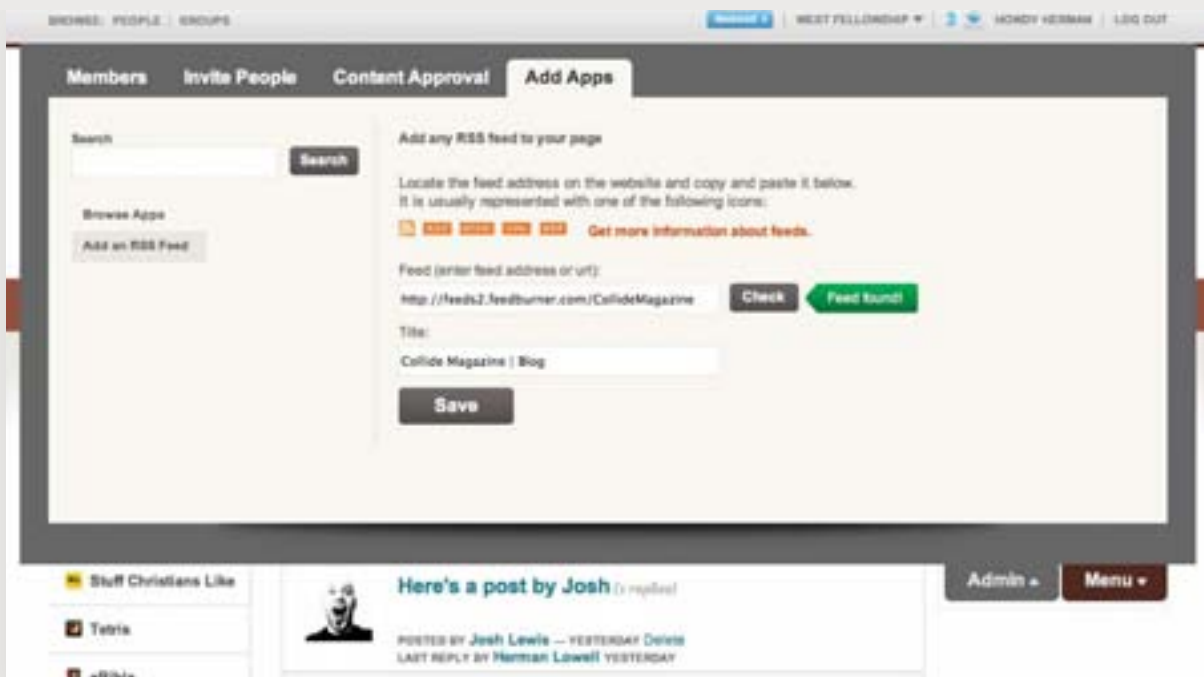 BROWSE: PEOPLE | GROUPS
WEST FELLOWSHIP ▾ | 2 HOWDY HERMAN | LOG OUT
Members Invite People Content Approval Add Apps
Search
Search
Browse Apps
Add an RSS Feed
Add any RSS feed to your page
Locate the feed address on the website and copy and paste it below.
It is usually represented with one of the following icons:
Get more information about feeds.
Feed (enter feed address or url):
http://feeds2.feedburner.com/CollideMagazine Check Feed found!
Title:
Collide Magazine | Blog
Save
Admin ▴ Menu ▾
Stuff Christians Like
Tetris
Here's a post by Josh
POSTED BY Josh Lewis — YESTERDAY Delete
LAST REPLY BY Herman Lowell YESTERDAY